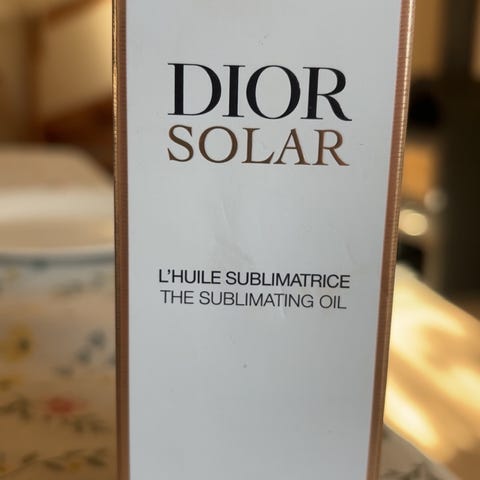 DIOR
SOLAR
L'HUILE SUBLIMATRICE
THE SUBLIMATING OIL